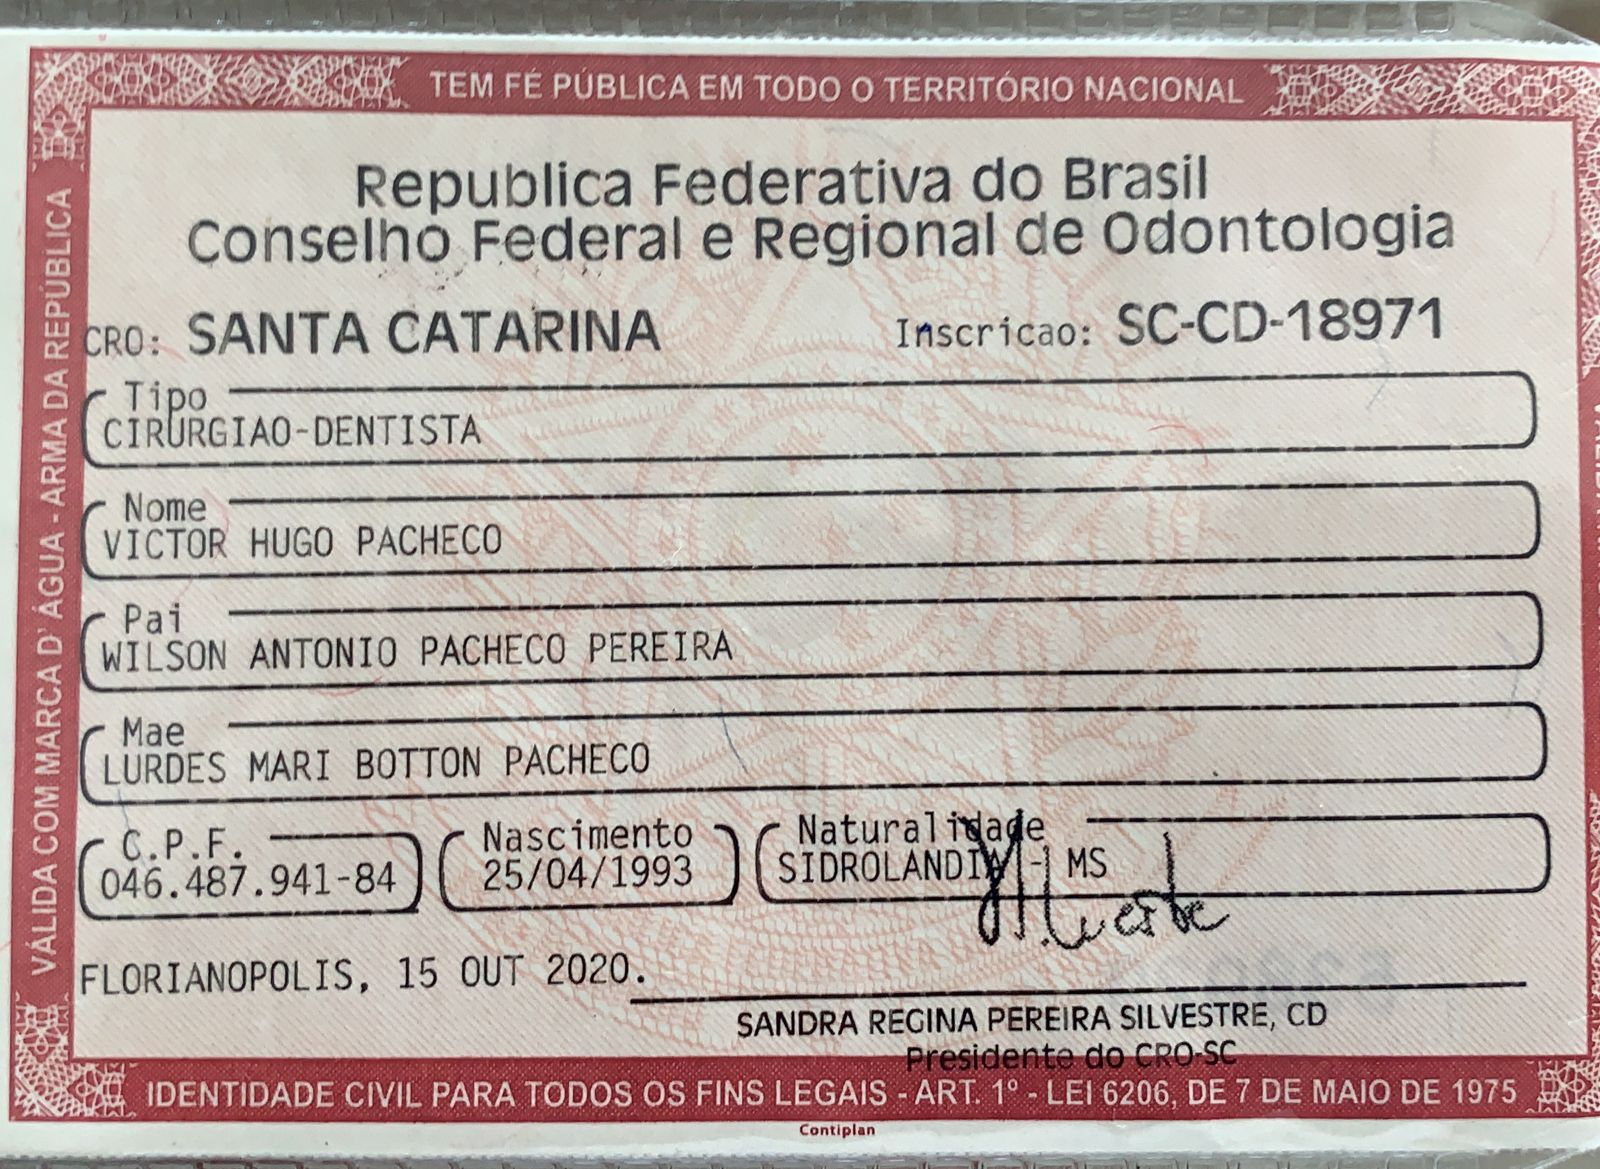 TEM FÉ PÚBLICA EM TODO O TERRITÓRIO NACIONAL
VÁLIDA COM MARCA D'ÁGUA - ARMA DA REPÚBLICA
Republica Federativa do Brasil
Conselho Federal e Regional de Odontologia
CRO: SANTA CATARINA Inscricao: SC-CD-18971
Tipo
CIRURGIAO-DENTISTA
Nome
VICTOR HUGO PACHECO
Pai
WILSON ANTONIO PACHECO PEREIRA
Mae
LURDES MARI BOTTON PACHECO
C.P.F. Nascimento Naturalidade
046.487.941-84 25/04/1993 SIDROLANDIA - MS
FLORIANOPOLIS, 15 OUT 2020.
SANDRA REGINA PEREIRA SILVESTRE, CD
Presidente do CRO-SC
IDENTIDADE CIVIL PARA TODOS OS FINS LEGAIS - ART. 1º - LEI 6206, DE 7 DE MAIO DE 1975
Contiplan